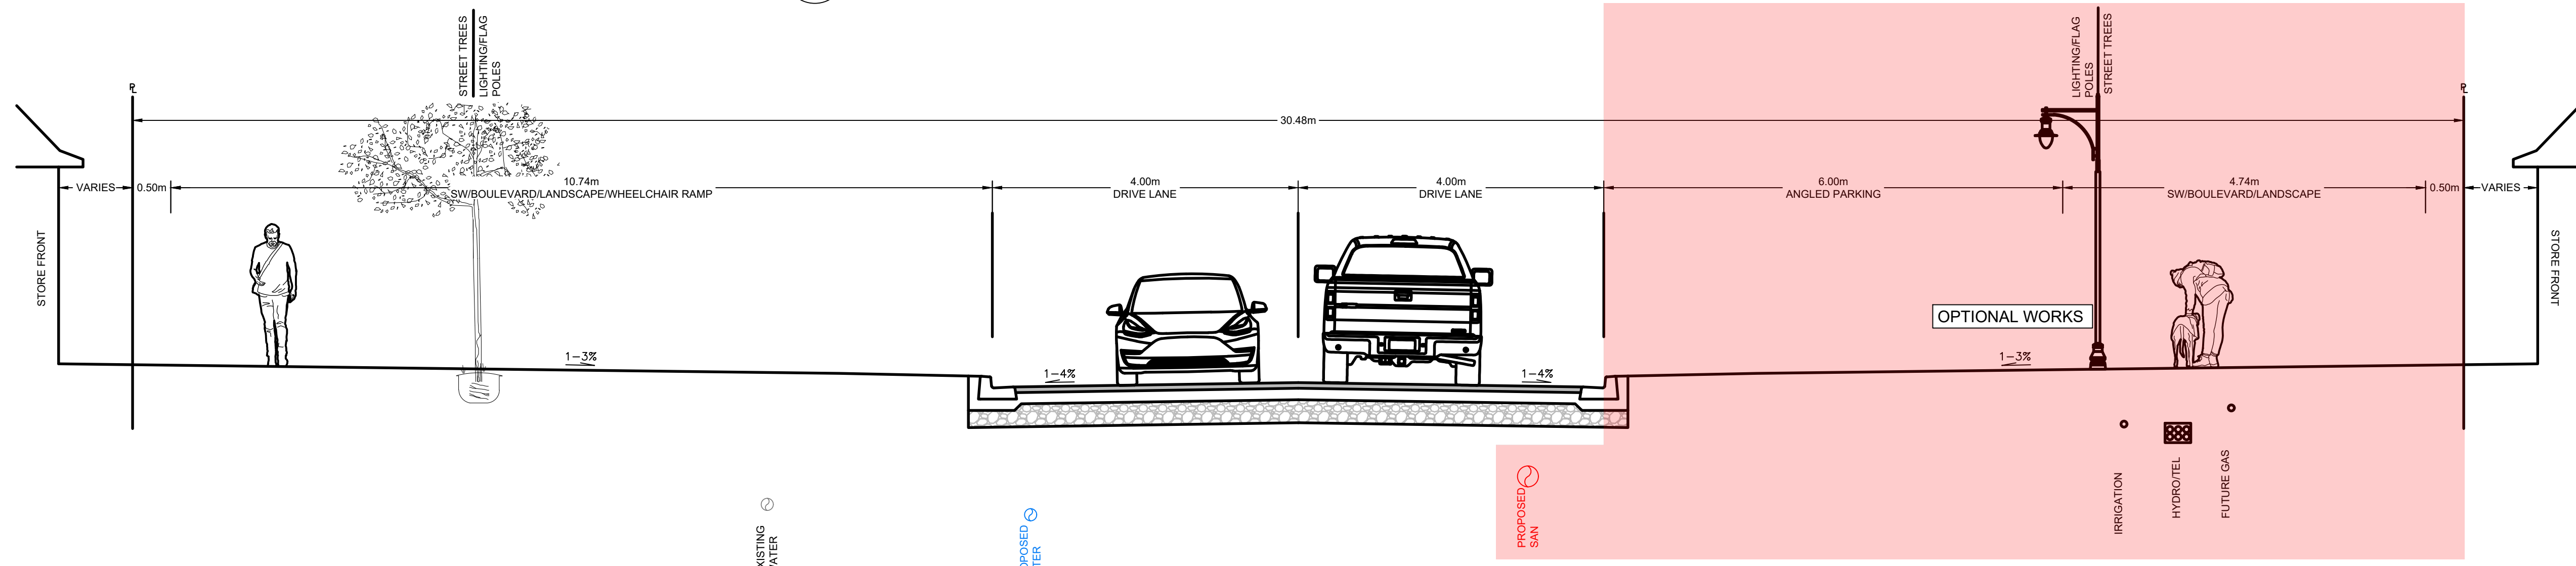 STREET TREES
LIGHTING/FLAG
POLES
LIGHTING/FLAG
POLES
STREET TREES
PL
PL
30.48m
VARIES
0.50m
10.74m
SW/BOULEVARD/LANDSCAPE/WHEELCHAIR RAMP
4.00m
DRIVE LANE
4.00m
DRIVE LANE
6.00m
ANGLED PARKING
4.74m
SW/BOULEVARD/LANDSCAPE
0.50m
VARIES
STORE FRONT
STORE FRONT
OPTIONAL WORKS
1-3%
1-4%
1-4%
1-3%
PROPOSED
SAN
IRRIGATION
HYDRO/TEL
FUTURE GAS